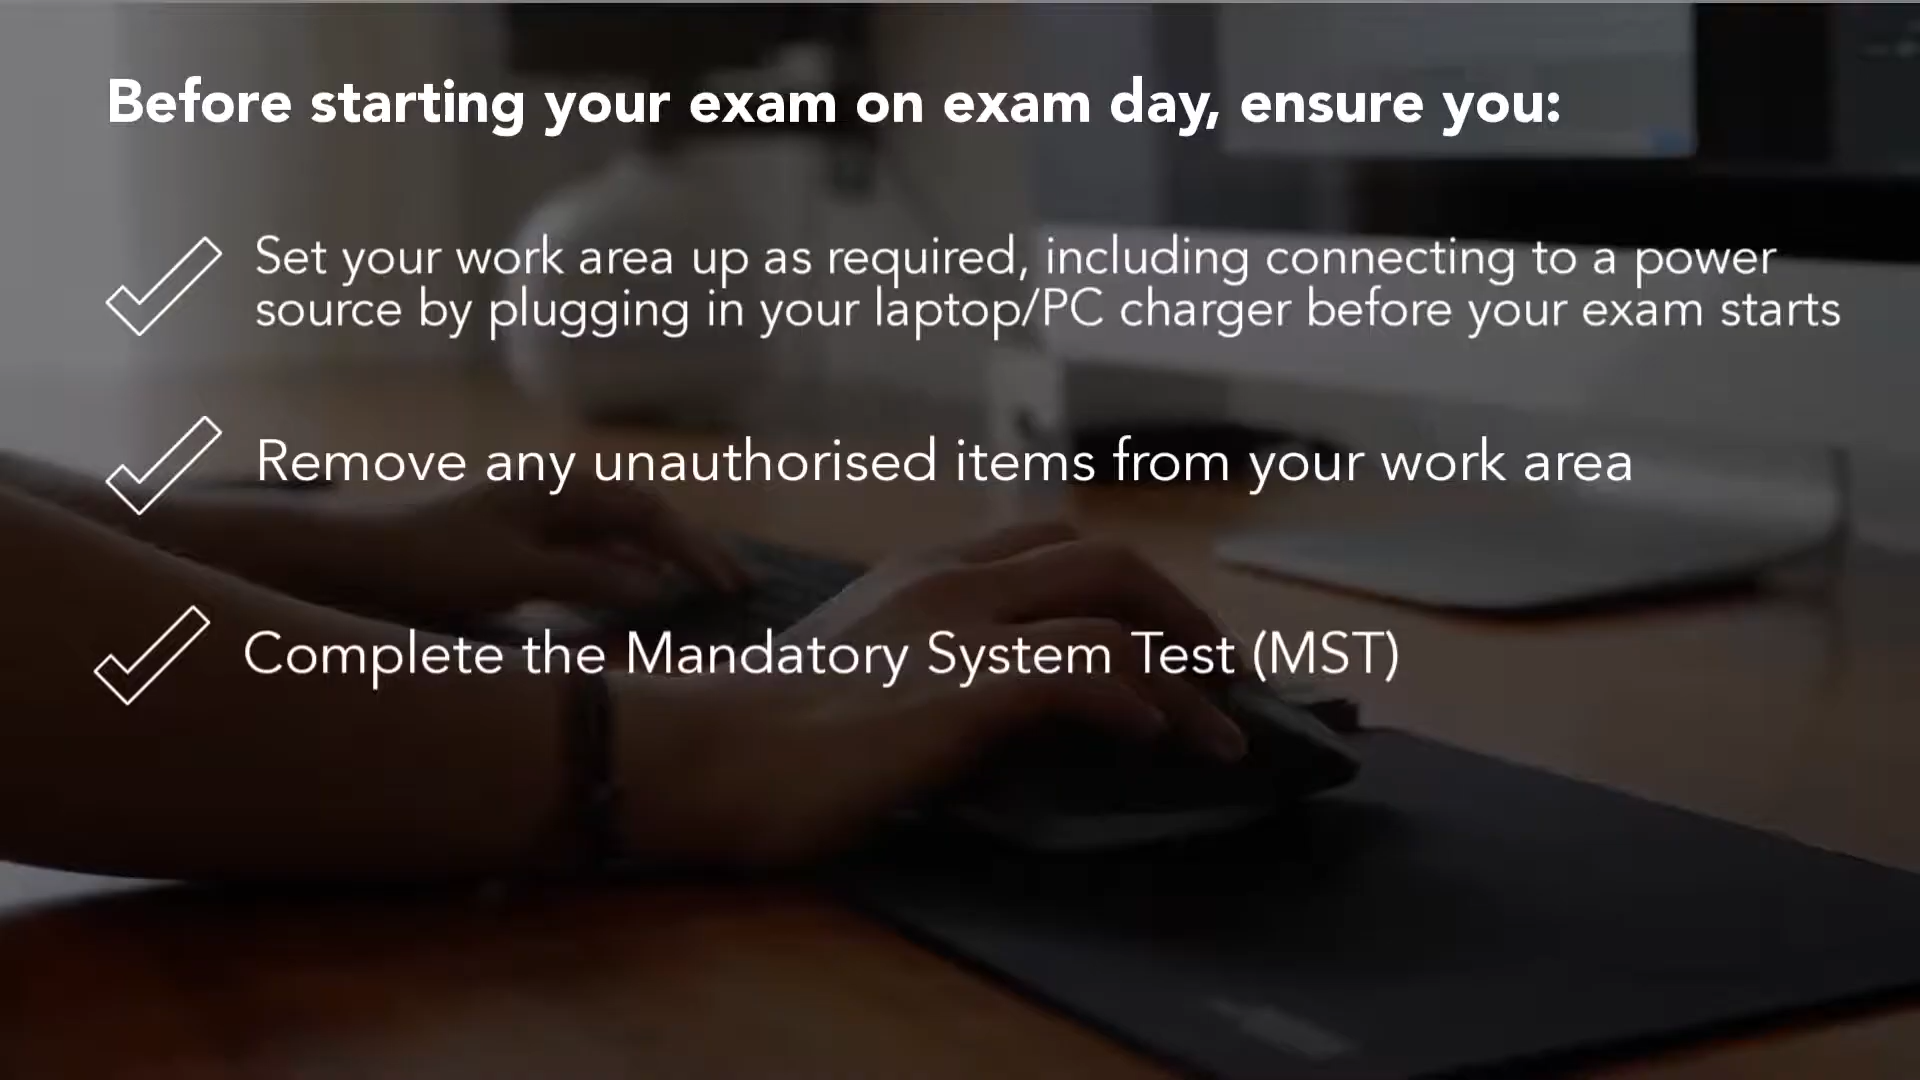 Before starting your exam on exam day, ensure you:
Set your work area up as required, including connecting to a power
source by plugging in your laptop/PC charger before your exam starts
Remove any unauthorised items from your work area
Complete the Mandatory System Test (MST)